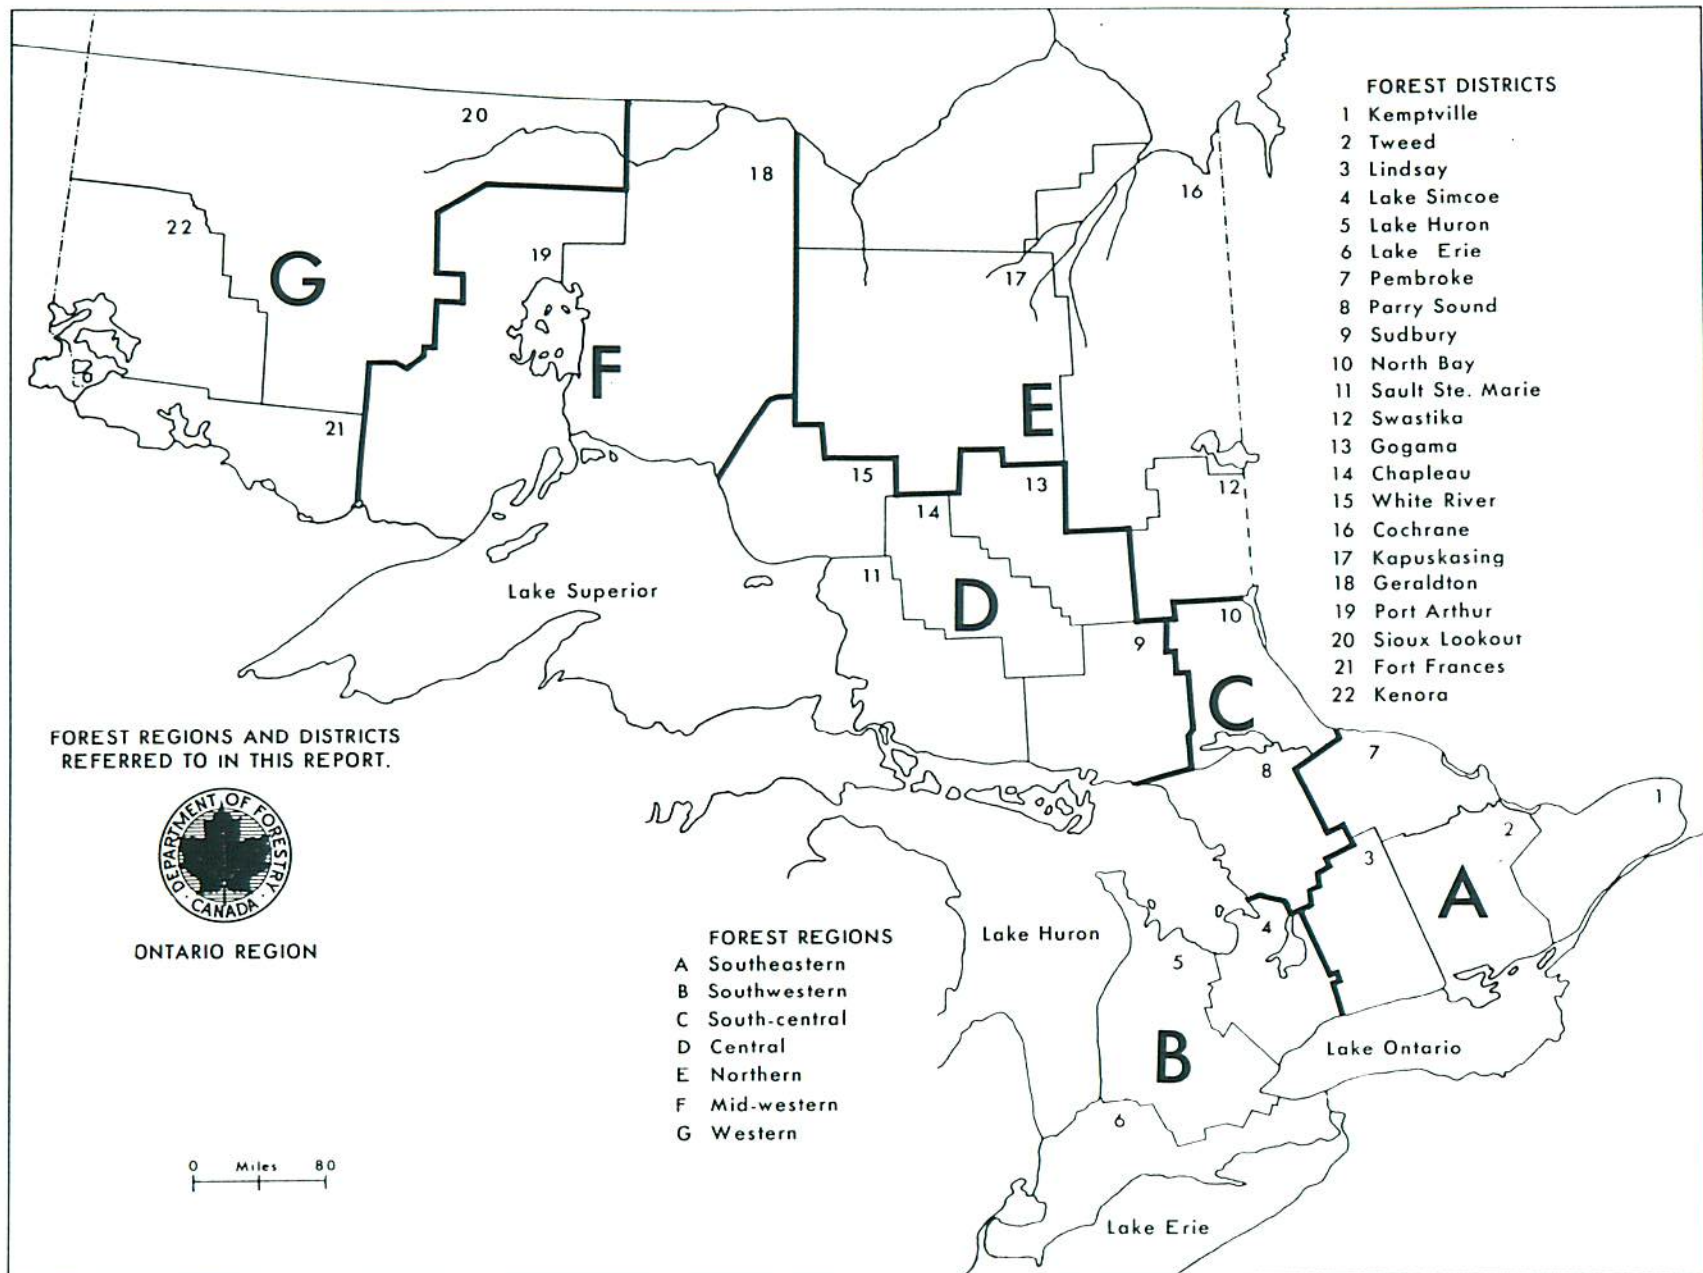 FOREST DISTRICTS
1 Kemptville
2 Tweed
3 Lindsay
4 Lake Simcoe
5 Lake Huron
6 Lake Erie
7 Pembroke
8 Parry Sound
9 Sudbury
10 North Bay
11 Sault Ste. Marie
12 Swastika
13 Gogama
14 Chapleau
15 White River
16 Cochrane
17 Kapuskasing
18 Geraldton
19 Port Arthur
20 Sioux Lookout
21 Fort Frances
22 Kenora
20
18
16
22
G
19
17
F
E
21
15
13
12
14
11
Lake Superior
D
10
9
C
7
8
1
2
3
A
4
Lake Huron
5
B
Lake Ontario
6
Lake Erie
FOREST REGIONS AND DISTRICTS
REFERRED TO IN THIS REPORT.
DEPARTMENT OF FORESTRY
CANADA
ONTARIO REGION
FOREST REGIONS
A Southeastern
B Southwestern
C South-central
D Central
E Northern
F Mid-western
G Western
0 Miles 80